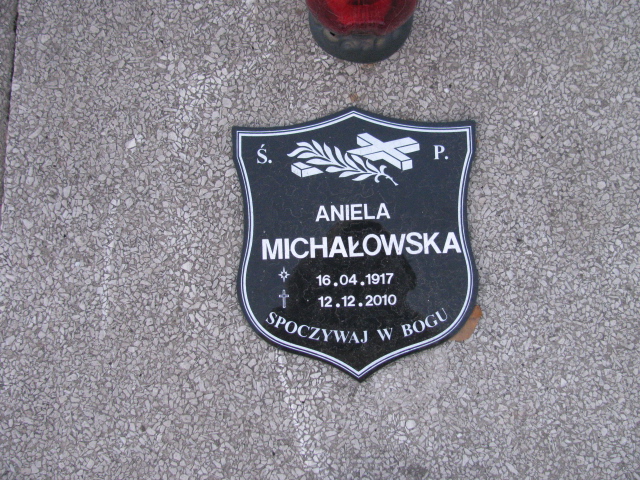 Ś. P.
ANIELA
MICHAŁOWSKA
16.04.1917
12.12.2010
SPOCZYWAJ W BOGU